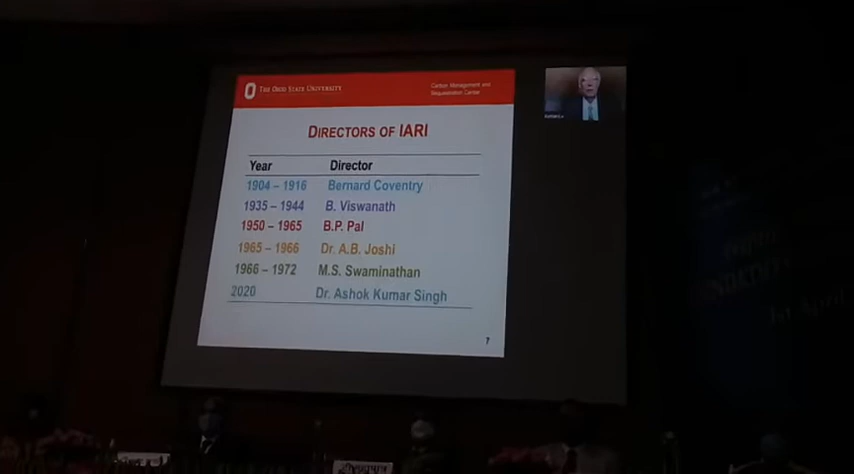 THE OHIO STATE UNIVERSITY
Carbon Management and
Sequestration Center
DIRECTORS OF IARI
Year Director
1904 – 1916 Bernard Coventry
1935 – 1944 B. Viswanath
1950 – 1965 B.P. Pal
1965 – 1966 Dr. A.B. Joshi
1966 – 1972 M.S. Swaminathan
2020 Dr. Ashok Kumar Singh
7